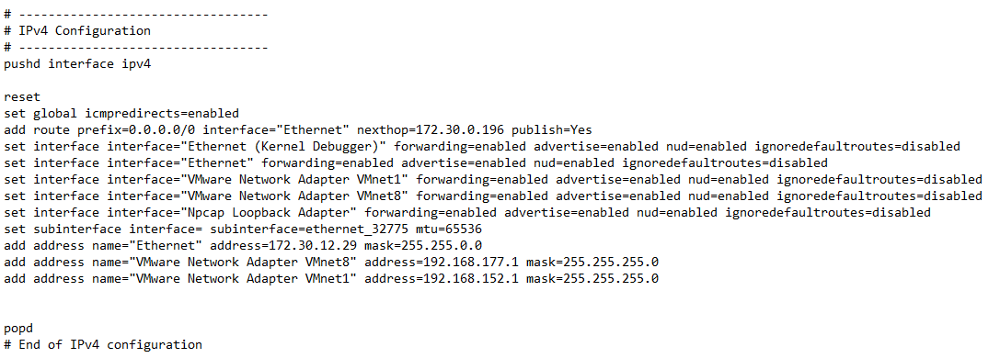 # ----------------------------------
# IPv4 Configuration
# ----------------------------------
pushd interface ipv4
reset
set global icmpredirects=enabled
add route prefix=0.0.0.0/0 interface="Ethernet" nexthop=172.30.0.196 publish=Yes
set interface interface="Ethernet (Kernel Debugger)" forwarding=enabled advertise=enabled nud=enabled ignoredefaultroutes=disabled
set interface interface="Ethernet" forwarding=enabled advertise=enabled nud=enabled ignoredefaultroutes=disabled
set interface interface="VMware Network Adapter VMnet1" forwarding=enabled advertise=enabled nud=enabled ignoredefaultroutes=disabled
set interface interface="VMware Network Adapter VMnet8" forwarding=enabled advertise=enabled nud=enabled ignoredefaultroutes=disabled
set interface interface="Npcap Loopback Adapter" forwarding=enabled advertise=enabled nud=enabled ignoredefaultroutes=disabled
set subinterface interface= subinterface=ethernet_32775 mtu=65536
add address name="Ethernet" address=172.30.12.29 mask=255.255.0.0
add address name="VMware Network Adapter VMnet8" address=192.168.177.1 mask=255.255.255.0
add address name="VMware Network Adapter VMnet1" address=192.168.152.1 mask=255.255.255.0
popd
# End of IPv4 configuration